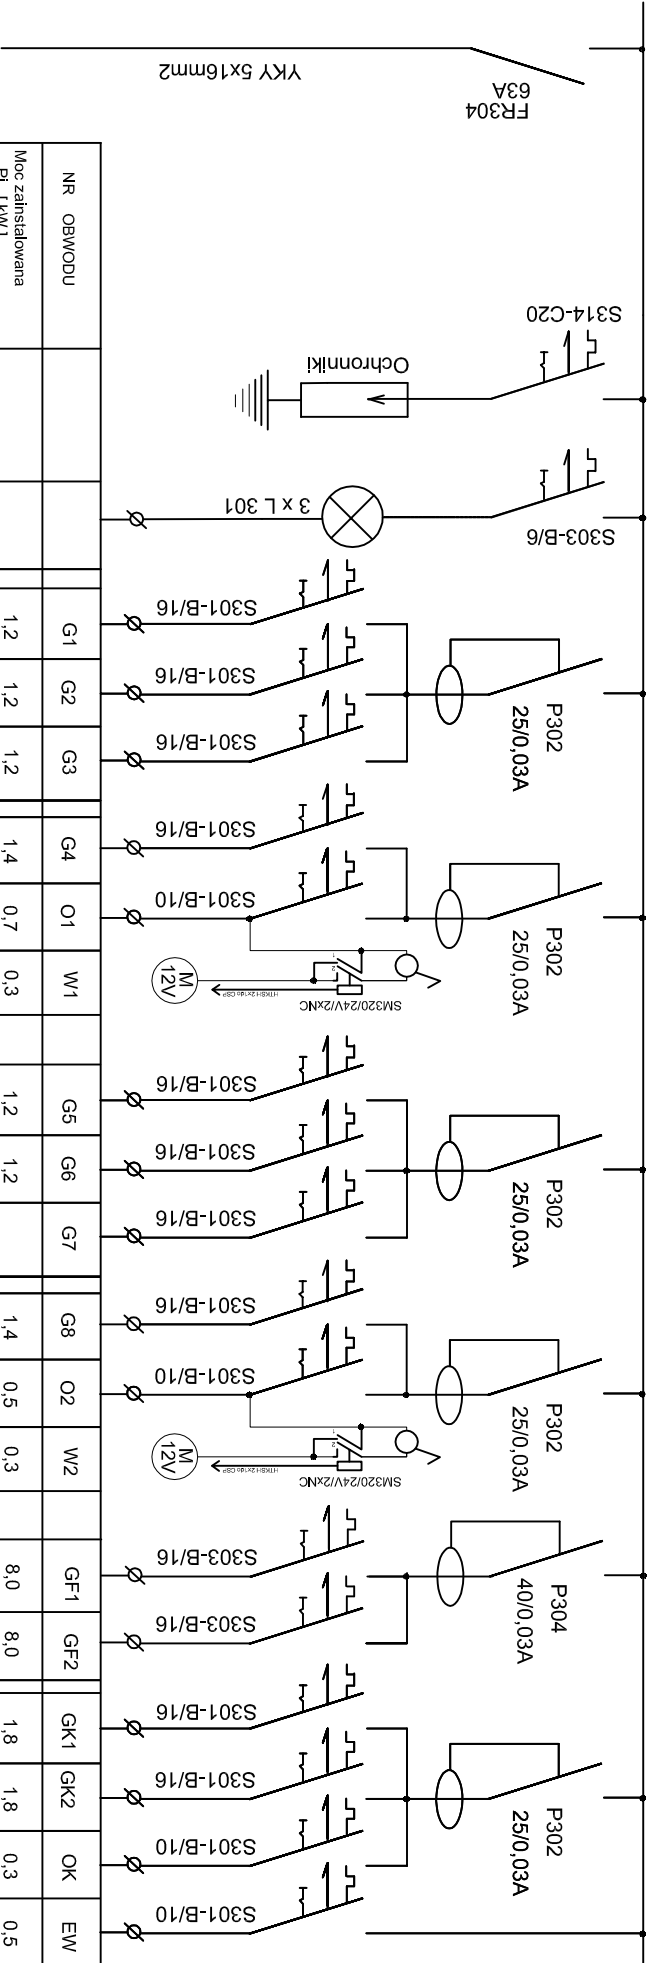 YKY 5x16mm2
63A
FR304
S314-C20
Ochronniki
S303-B/6
3 x L 301
S301-B/16
S301-B/16
S301-B/16
P302
25/0,03A
S301-B/16
S301-B/10
P302
25/0,03A
SM320/24V/2xNC
M
12V
S301-B/16
S301-B/16
S301-B/16
P302
25/0,03A
S301-B/16
S301-B/10
P302
25/0,03A
SM320/24V/2xNC
M
12V
S303-B/16
S303-B/16
P304
40/0,03A
S301-B/16
S301-B/16
S301-B/10
S301-B/10
P302
25/0,03A
NR OBWODU
G1
G2
G3
G4
O1
W1
G5
G6
G7
G8
O2
W2
GF1
GF2
GK1
GK2
OK
EW
Moc zainstalowana
Pi [kW]
1,2
1,2
1,2
1,4
0,7
0,3
1,2
1,2
1,4
0,5
0,3
8,0
8,0
1,8
1,8
0,3
0,5